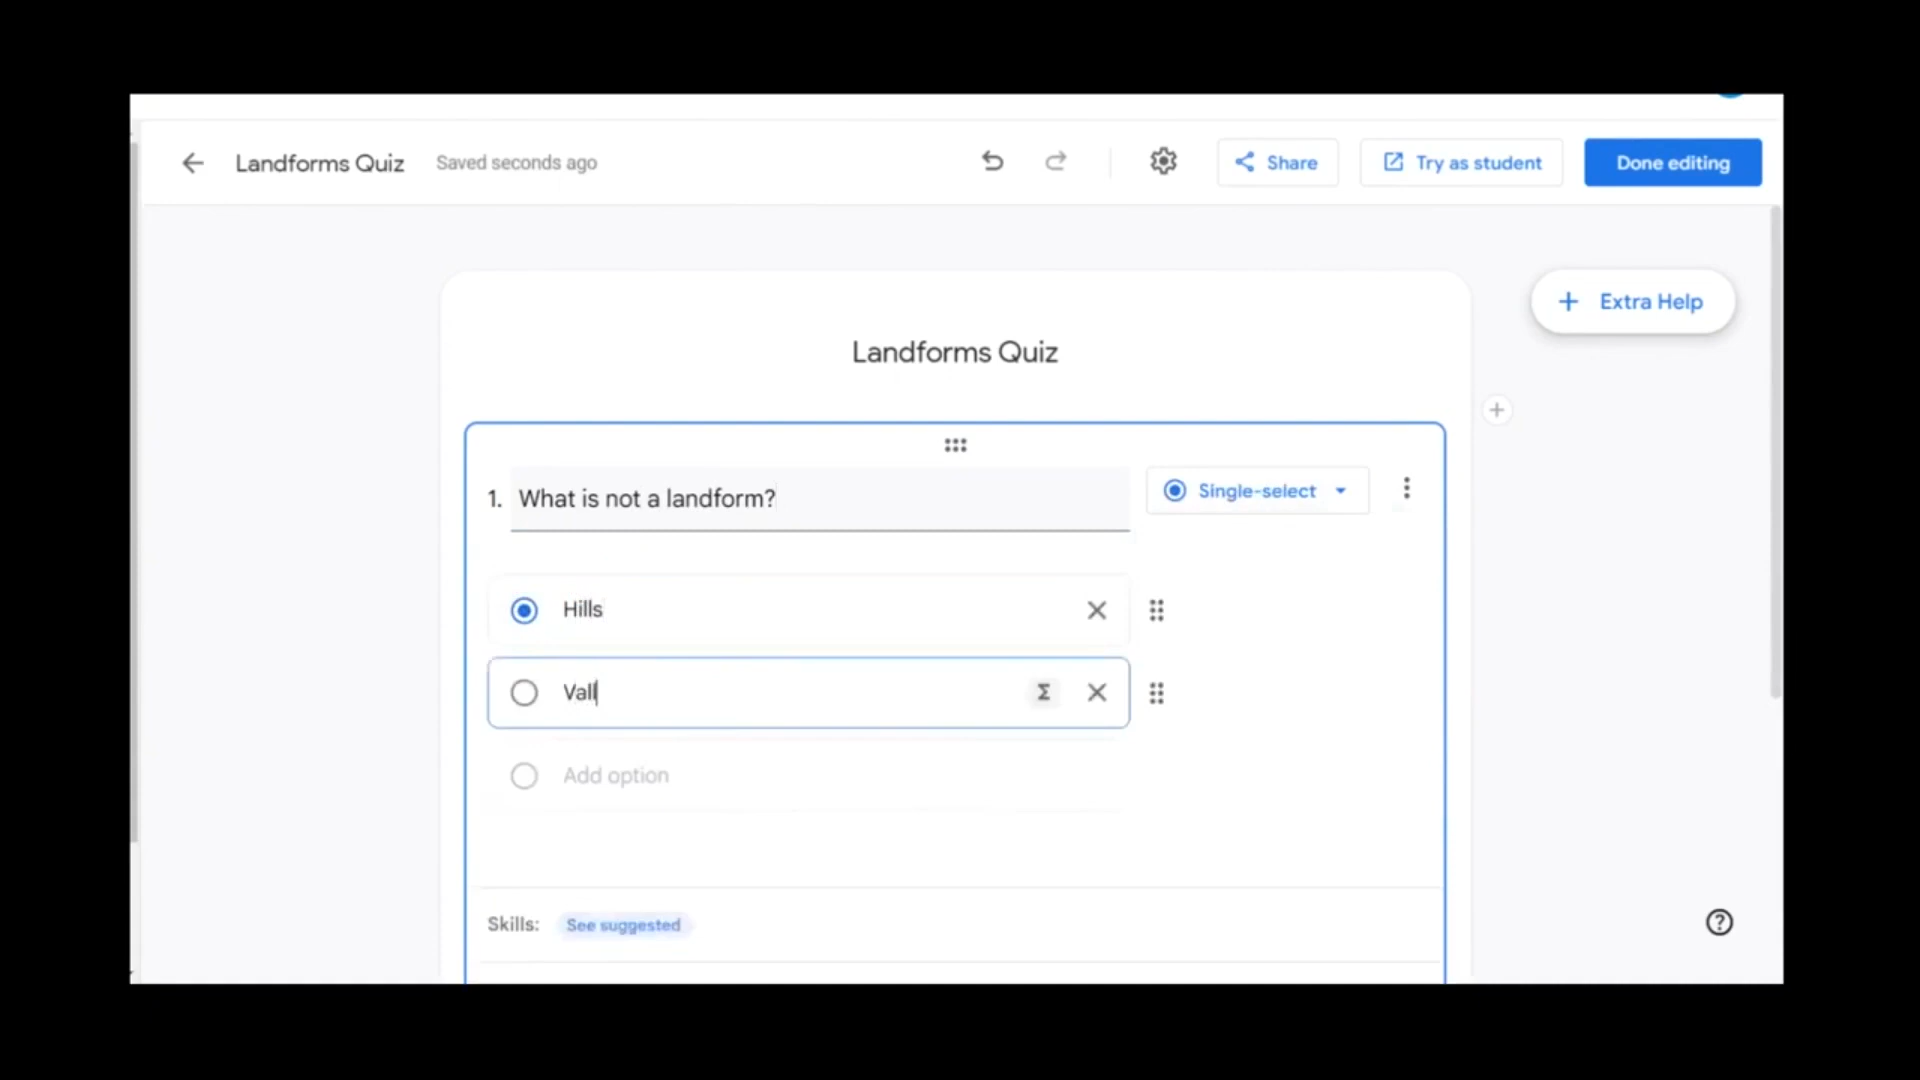 Landforms Quiz Saved seconds ago Share Try as student Done editing
Extra Help
Landforms Quiz
1. What is not a landform? Single-select
Hills
Vall
Add option
Skills: See suggested